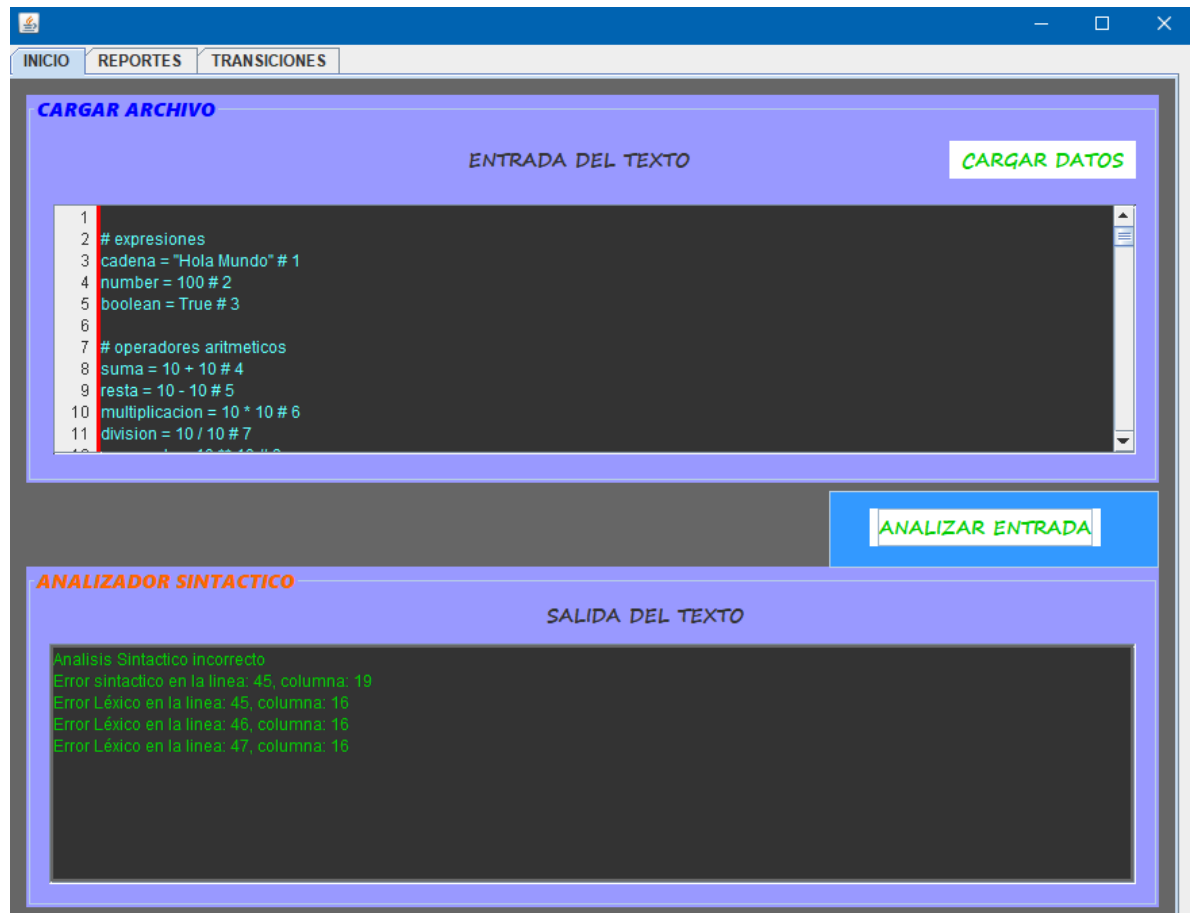 INICIO REPORTES TRANSICIONES
CARGAR ARCHIVO
ENTRADA DEL TEXTO CARGAR DATOS
1
2 # expresiones
3 cadena = "Hola Mundo" # 1
4 number = 100 # 2
5 boolean = True # 3
6
7 # operadores aritmeticos
8 suma = 10 + 10 # 4
9 resta = 10 - 10 # 5
10 multiplicacion = 10 * 10 # 6
11 division = 10 / 10 # 7
ANALIZAR ENTRADA
ANALIZADOR SINTACTICO
SALIDA DEL TEXTO
Analisis Sintactico incorrecto
Error sintactico en la linea: 45, columna: 19
Error Léxico en la linea: 45, columna: 16
Error Léxico en la linea: 46, columna: 16
Error Léxico en la linea: 47, columna: 16